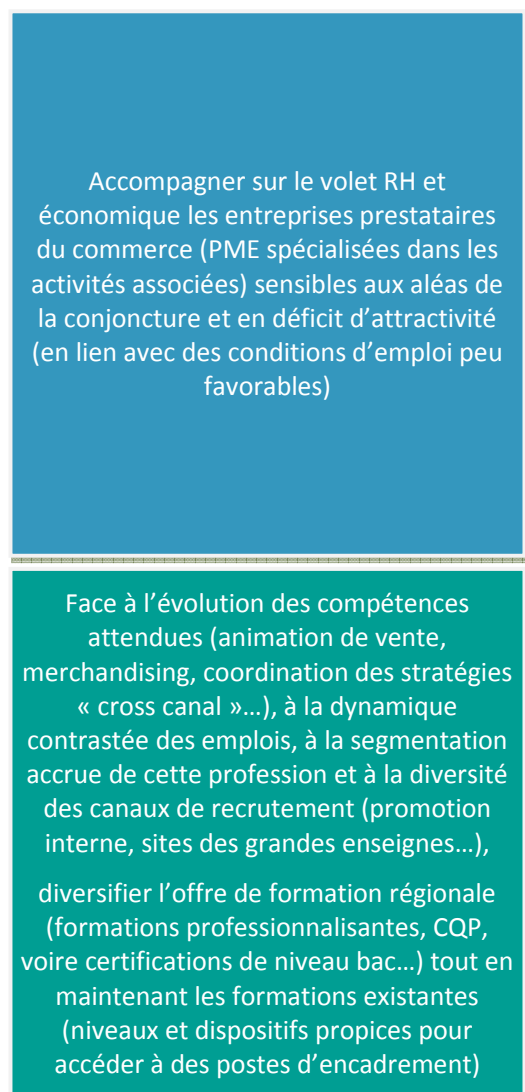 Accompagner sur le volet RH et
économique les entreprises prestataires
du commerce (PME spécialisées dans les
activités associées) sensibles aux aléas de
la conjoncture et en déficit d’attractivité
(en lien avec des conditions d’emploi peu
favorables)
Face à l’évolution des compétences
attendues (animation de vente,
merchandising, coordination des stratégies
« cross canal »…), à la dynamique
contrastée des emplois, à la segmentation
accrue de cette profession et à la diversité
des canaux de recrutement (promotion
interne, sites des grandes enseignes…),
diversifier l’offre de formation régionale
(formations professionnalisantes, CQP,
voire certifications de niveau bac…) tout en
maintenant les formations existantes
(niveaux et dispositifs propices pour
accéder à des postes d’encadrement)